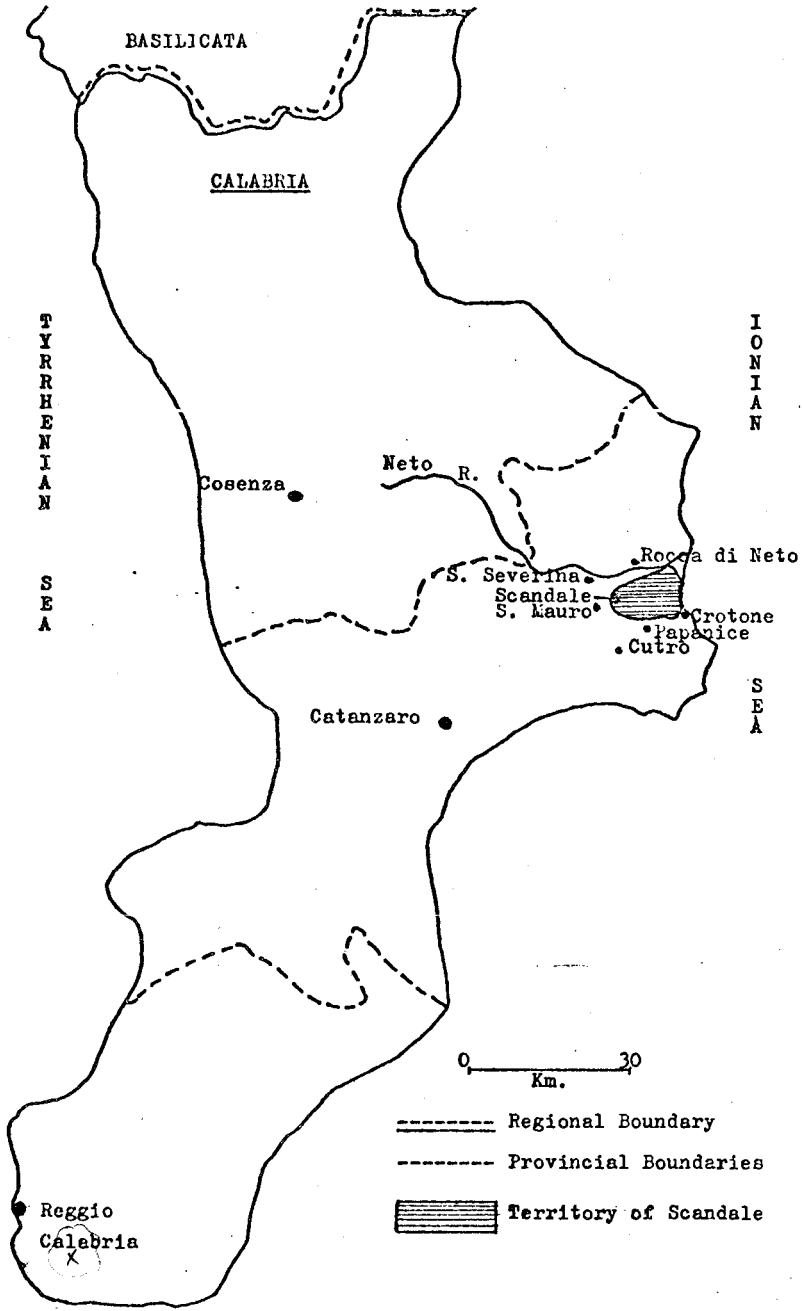 BASILICATA
CALABRIA
TYRRHENIAN SEA
IONIAN SEA
Neto R.
Cosenza
Rocca di Neto
S. Severina
Scandale
S. Mauro
Crotone
Papanice
Cutro
Catanzaro
0 30
Km.
Regional Boundary
Provincial Boundaries
Territory of Scandale
Reggio
Calabria
x